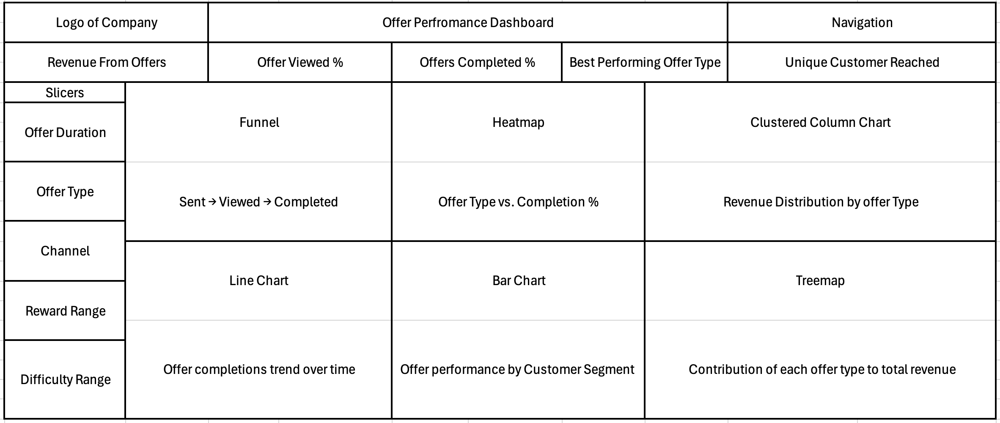 Logo of Company
Offer Perfromance Dashboard
Navigation
Revenue From Offers
Offer Viewed %
Offers Completed %
Best Performing Offer Type
Unique Customer Reached
Slicers
Offer Duration
Offer Type
Channel
Reward Range
Difficulty Range
Funnel
Sent → Viewed → Completed
Heatmap
Offer Type vs. Completion %
Clustered Column Chart
Revenue Distribution by offer Type
Line Chart
Offer completions trend over time
Bar Chart
Offer performance by Customer Segment
Treemap
Contribution of each offer type to total revenue